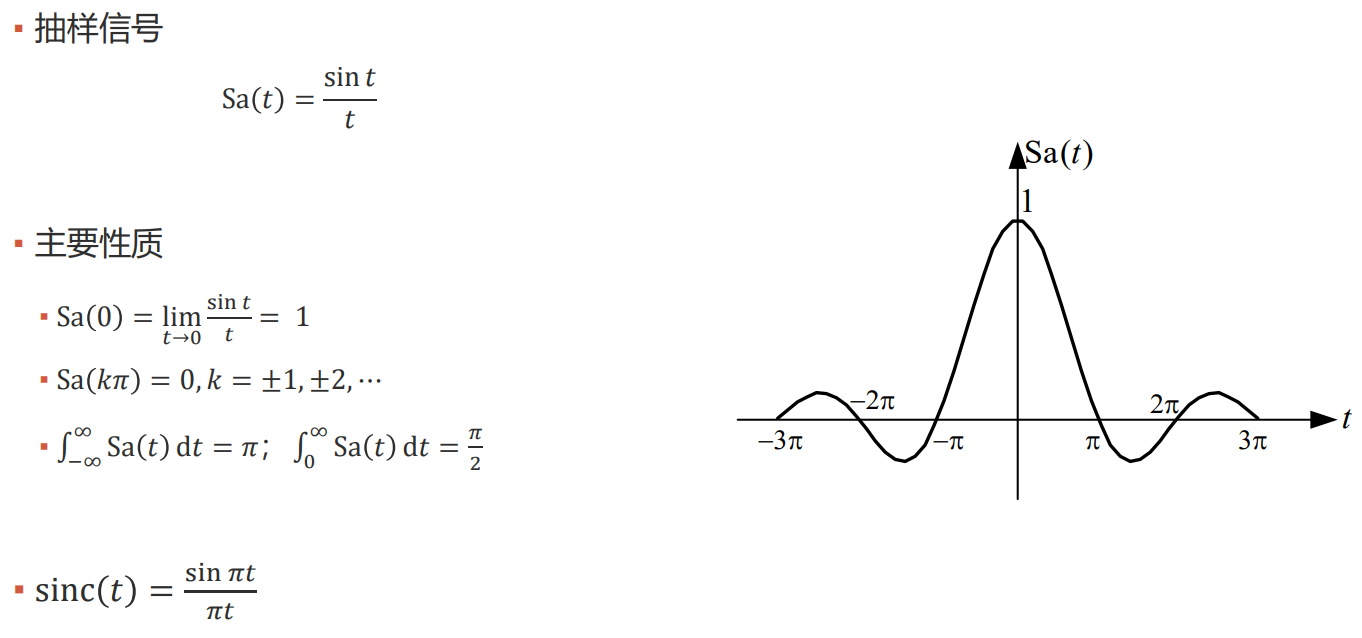 ▪ 抽样信号
Sa(t) = sin t / t
▪ 主要性质
▪ Sa(0) = lim_{t→0} sin t / t = 1
▪ Sa(kπ) = 0, k = ±1, ±2, ⋯
▪ ∫_{−∞}^{∞} Sa(t) dt = π； ∫_{0}^{∞} Sa(t) dt = π/2
▪ sinc(t) = sin πt / πt
Sa(t)
1
−2π
2π
t
−3π
−π
π
3π